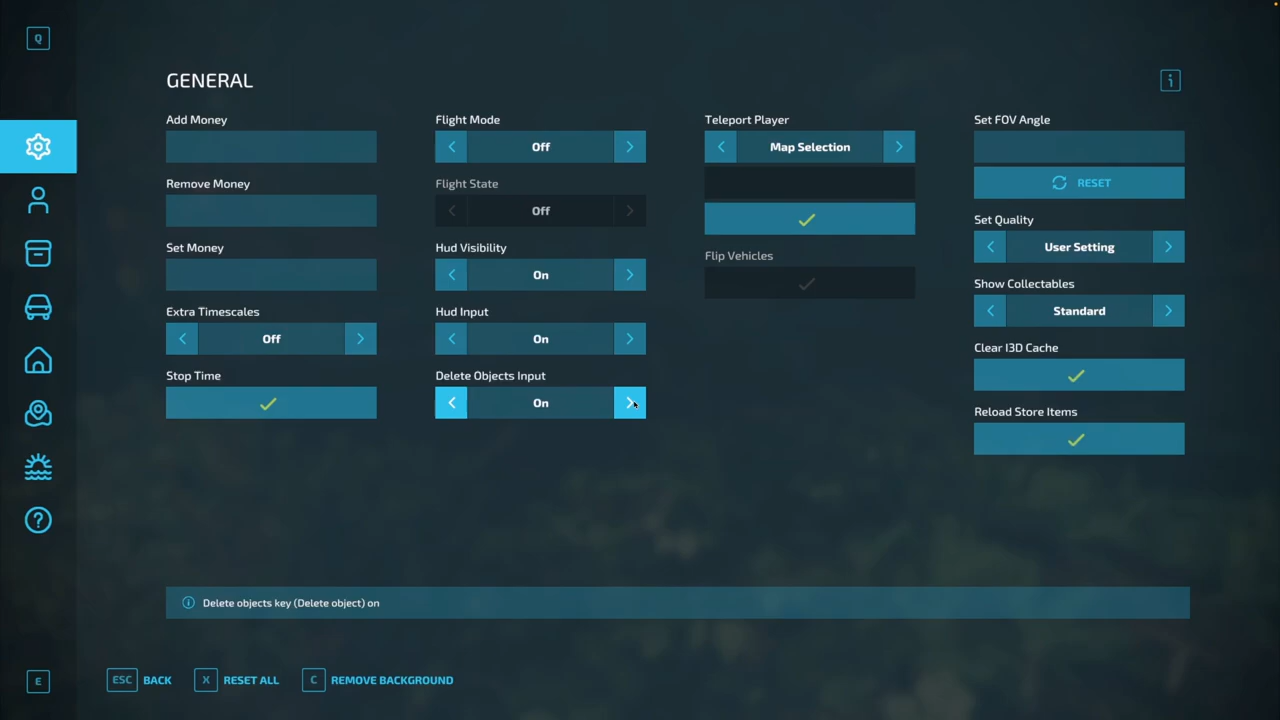 Q
GENERAL
Add Money
Remove Money
Set Money
Extra Timescales
Off
Stop Time
Flight Mode
Off
Flight State
Off
Hud Visibility
On
Hud Input
On
Delete Objects Input
On
Teleport Player
Map Selection
Flip Vehicles
Set FOV Angle
RESET
Set Quality
User Setting
Show Collectables
Standard
Clear I3D Cache
Reload Store Items
Delete objects key (Delete object) on
E
ESC BACK X RESET ALL C REMOVE BACKGROUND